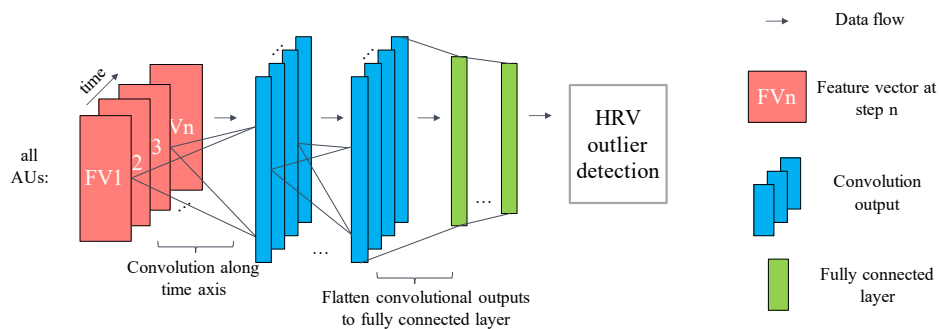 time
all
AUs:
FV1
2
3
Vn
...
...
...
...
...
...
Convolution along
time axis
Flatten convolutional outputs
to fully connected layer
HRV
outlier
detection
Data flow
FVn
Feature vector at
step n
Convolution
output
Fully connected
layer